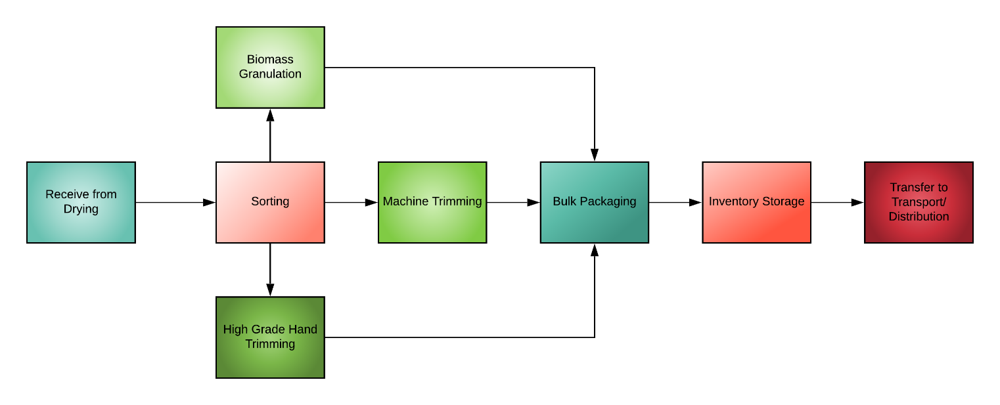 Biomass
Granulation
Receive from
Drying
Sorting
Machine Trimming
Bulk Packaging
Inventory Storage
Transfer to
Transport/
Distribution
High Grade Hand
Trimming